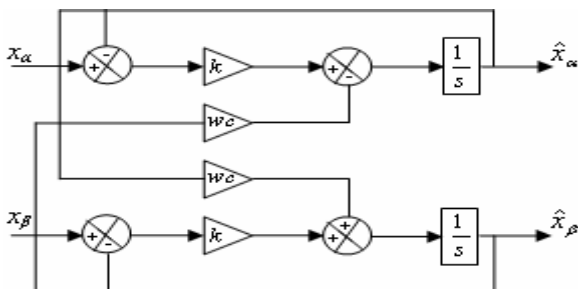 x_α + - k + - 1/s x̂_α
wc
wc
x_β + - k + + 1/s x̂_β